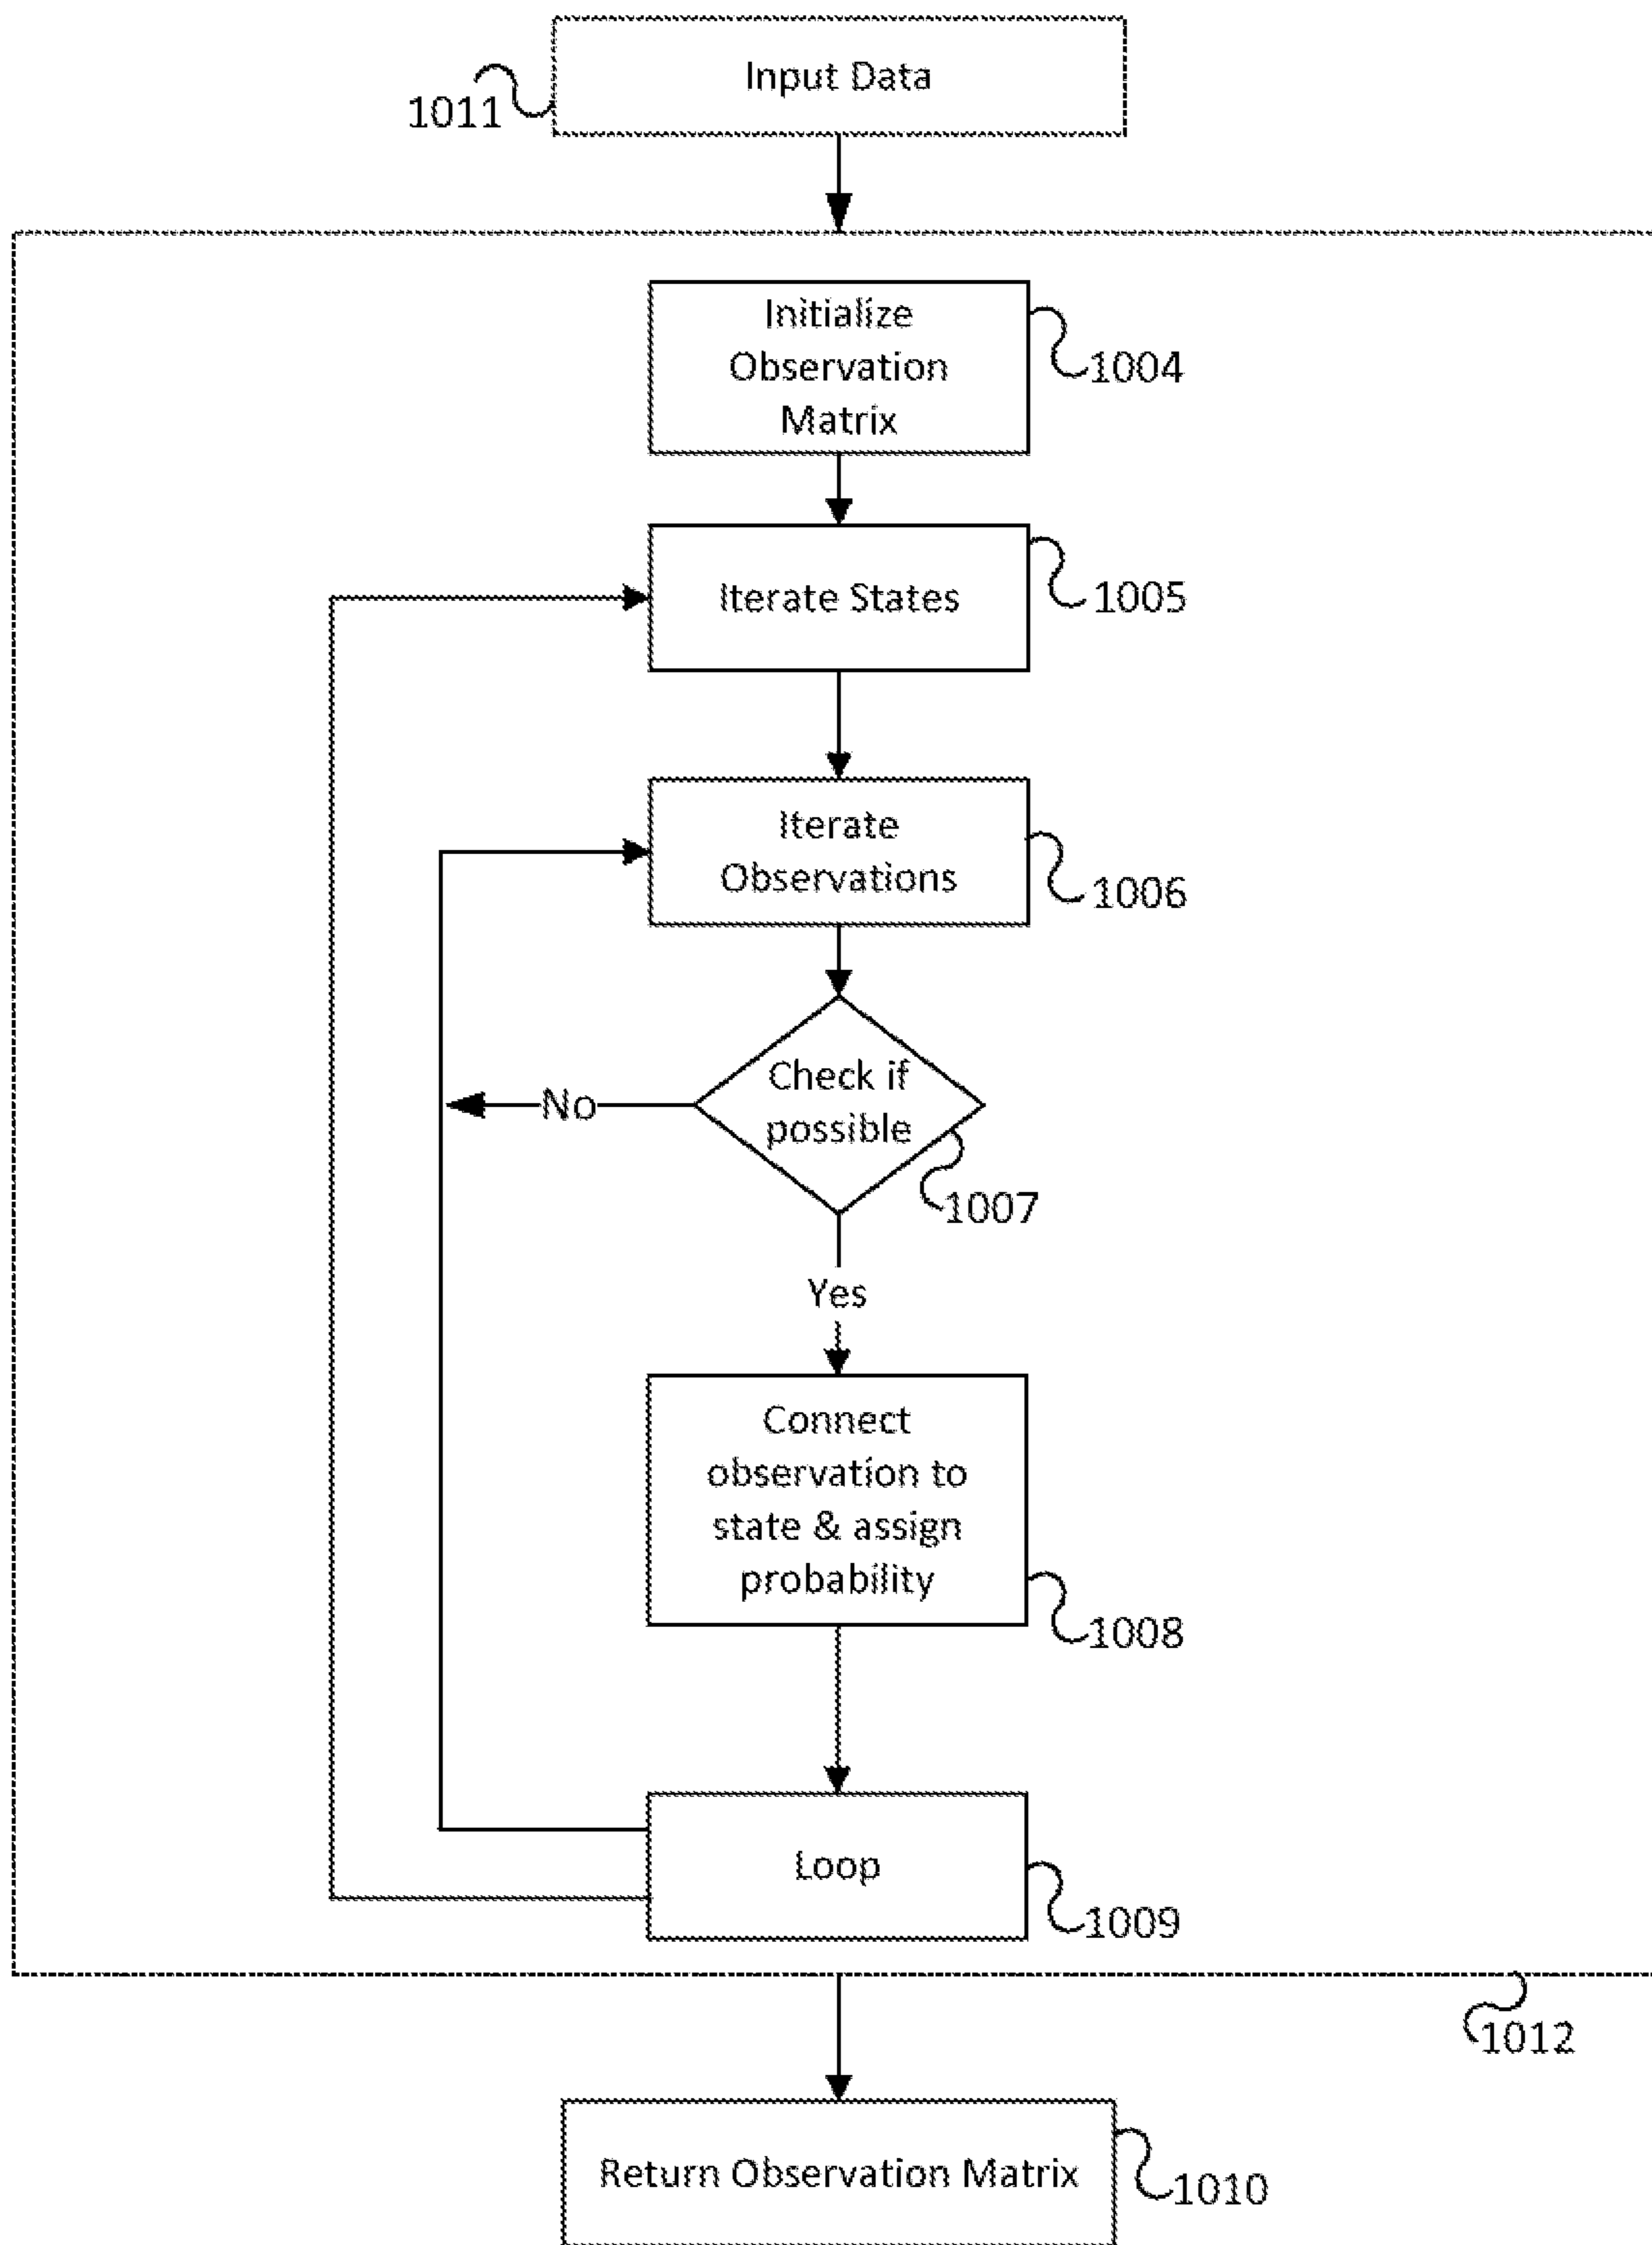 Input Data
1011
Initialize
Observation
Matrix
1004
Iterate States
1005
Iterate
Observations
1006
Check if
possible
No
1007
Yes
Connect
observation to
state & assign
probability
1008
Loop
1009
1012
Return Observation Matrix
1010